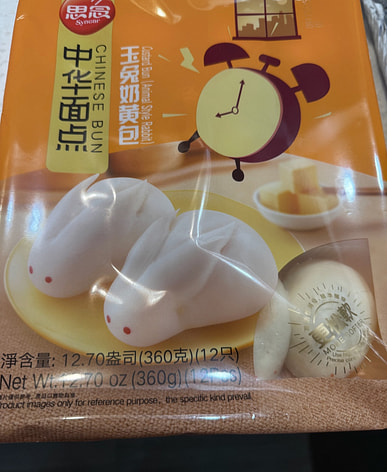 思念
Synear
中华面点
CHINESE BUN
玉兔奶黄包
Custard Bun (Animal Style Rabbit)
淨含量: 12.70盎司(360克)(12只)
Net Wt.12.70 oz (360g)(12Pcs)
Product images only for reference purpose, the specific kind prevail.